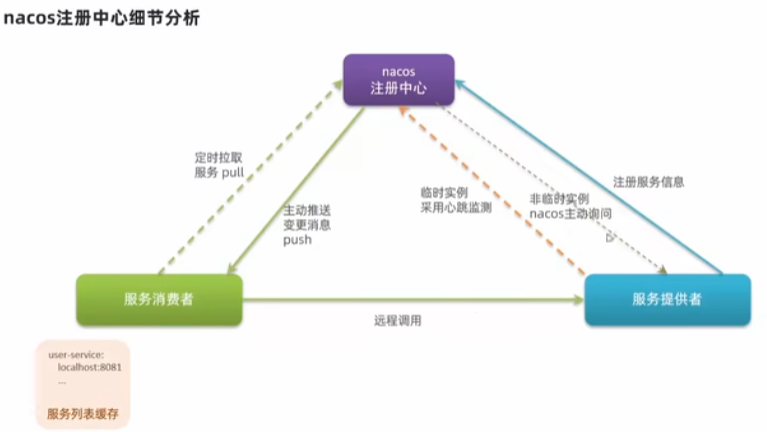 nacos注册中心细节分析
nacos
注册中心
定时拉取
服务 pull
主动推送
变更消息
push
临时实例
采用心跳监测
非临时实例
nacos主动询问
注册服务信息
服务消费者
服务提供者
远程调用
user-service:
localhost:8081
...
服务列表缓存